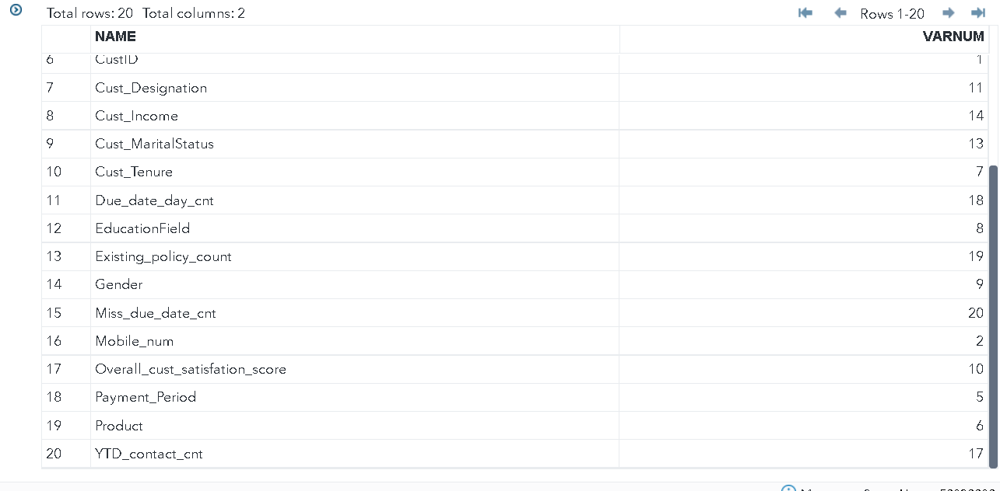 Total rows: 20 Total columns: 2 Rows 1-20
NAME VARNUM
6 CustID 1
7 Cust_Designation 11
8 Cust_Income 14
9 Cust_MaritalStatus 13
10 Cust_Tenure 7
11 Due_date_day_cnt 18
12 EducationField 8
13 Existing_policy_count 19
14 Gender 9
15 Miss_due_date_cnt 20
16 Mobile_num 2
17 Overall_cust_satisfation_score 10
18 Payment_Period 5
19 Product 6
20 YTD_contact_cnt 17